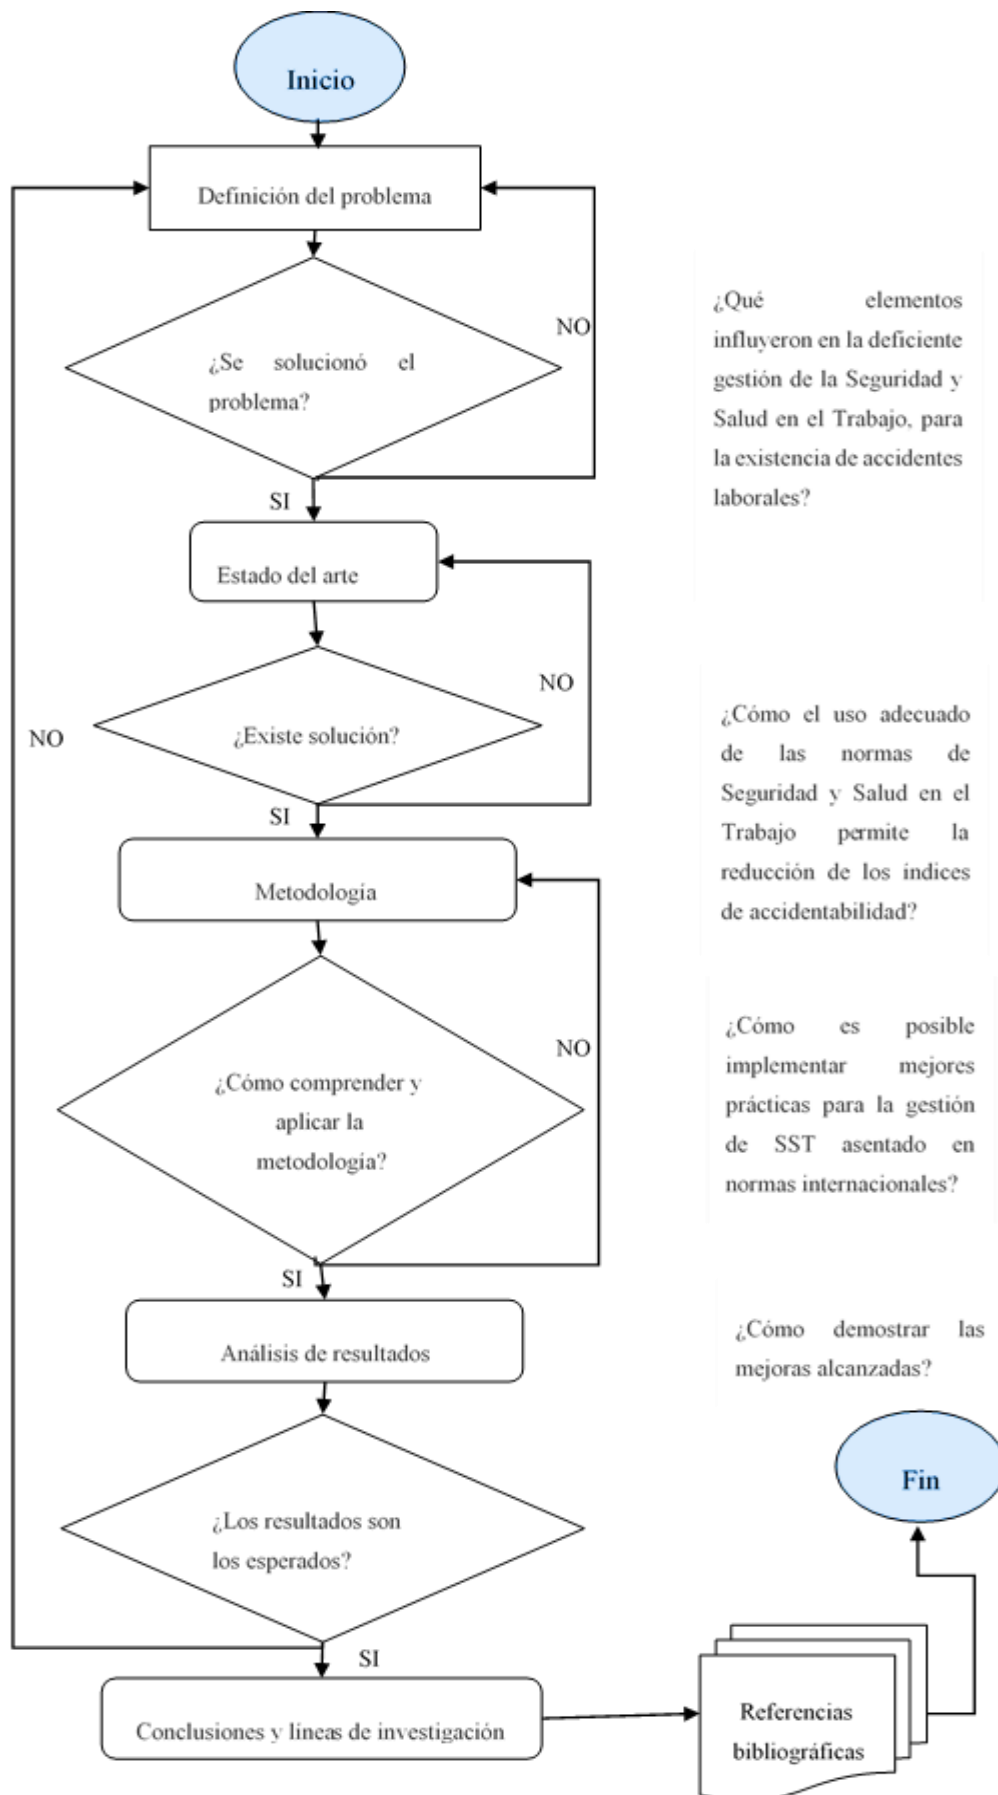 Inicio
Definición del problema
¿Se solucionó el
problema?
NO
SI
Estado del arte
¿Existe solución?
NO
NO
SI
Metodología
¿Cómo comprender y
aplicar la
metodología?
NO
SI
Análisis de resultados
¿Los resultados son
los esperados?
SI
Conclusiones y líneas de investigación
¿Qué elementos
influyeron en la deficiente
gestión de la Seguridad y
Salud en el Trabajo, para
la existencia de accidentes
laborales?
¿Cómo el uso adecuado
de las normas de
Seguridad y Salud en el
Trabajo permite la
reducción de los índices
de accidentabilidad?
¿Cómo es posible
implementar mejores
prácticas para la gestión
de SST asentado en
normas internacionales?
¿Cómo demostrar las
mejoras alcanzadas?
Fin
Referencias
bibliográficas